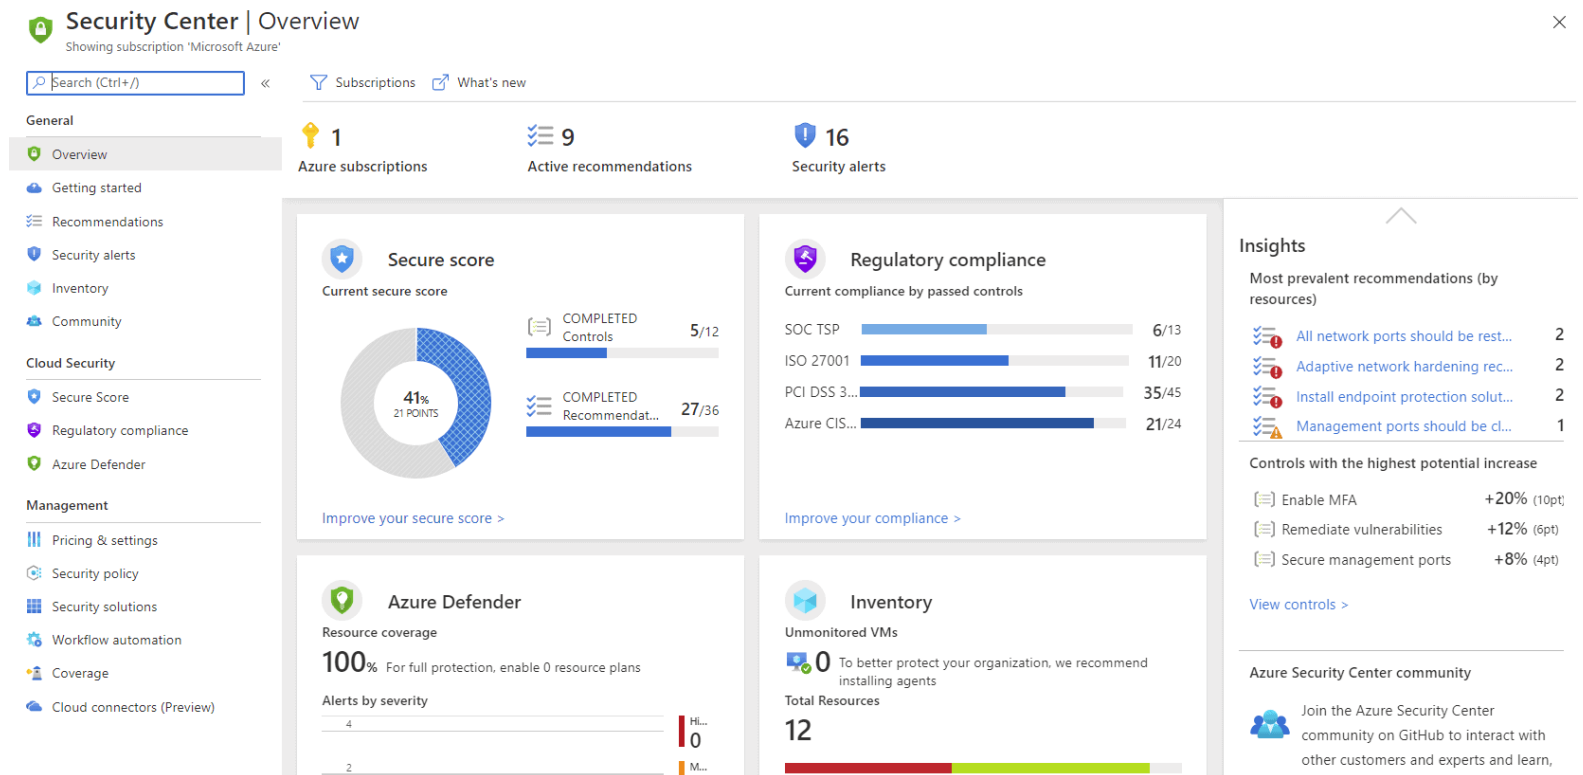 Security Center | Overview
Showing subscription 'Microsoft Azure'
Search (Ctrl+/)
«
Subscriptions
What's new
General
Overview
Getting started
Recommendations
Security alerts
Inventory
Community
Cloud Security
Secure Score
Regulatory compliance
Azure Defender
Management
Pricing & settings
Security policy
Security solutions
Workflow automation
Coverage
Cloud connectors (Preview)
1
Azure subscriptions
9
Active recommendations
16
Security alerts
Secure score
Current secure score
41%
21 POINTS
COMPLETED
Controls
5/12
COMPLETED
Recommendat...
27/36
Improve your secure score >
Regulatory compliance
Current compliance by passed controls
SOC TSP 6/13
ISO 27001 11/20
PCI DSS 3... 35/45
Azure CIS... 21/24
Improve your compliance >
Azure Defender
Resource coverage
100% For full protection, enable 0 resource plans
Alerts by severity
4
2
Hi...
0
M...
Inventory
Unmonitored VMs
0 To better protect your organization, we recommend
installing agents
Total Resources
12
Insights
Most prevalent recommendations (by
resources)
All network ports should be rest... 2
Adaptive network hardening rec... 2
Install endpoint protection solut... 2
Management ports should be cl... 1
Controls with the highest potential increase
Enable MFA +20% (10pt)
Remediate vulnerabilities +12% (6pt)
Secure management ports +8% (4pt)
View controls >
Azure Security Center community
Join the Azure Security Center
community on GitHub to interact with
other customers and experts and learn,